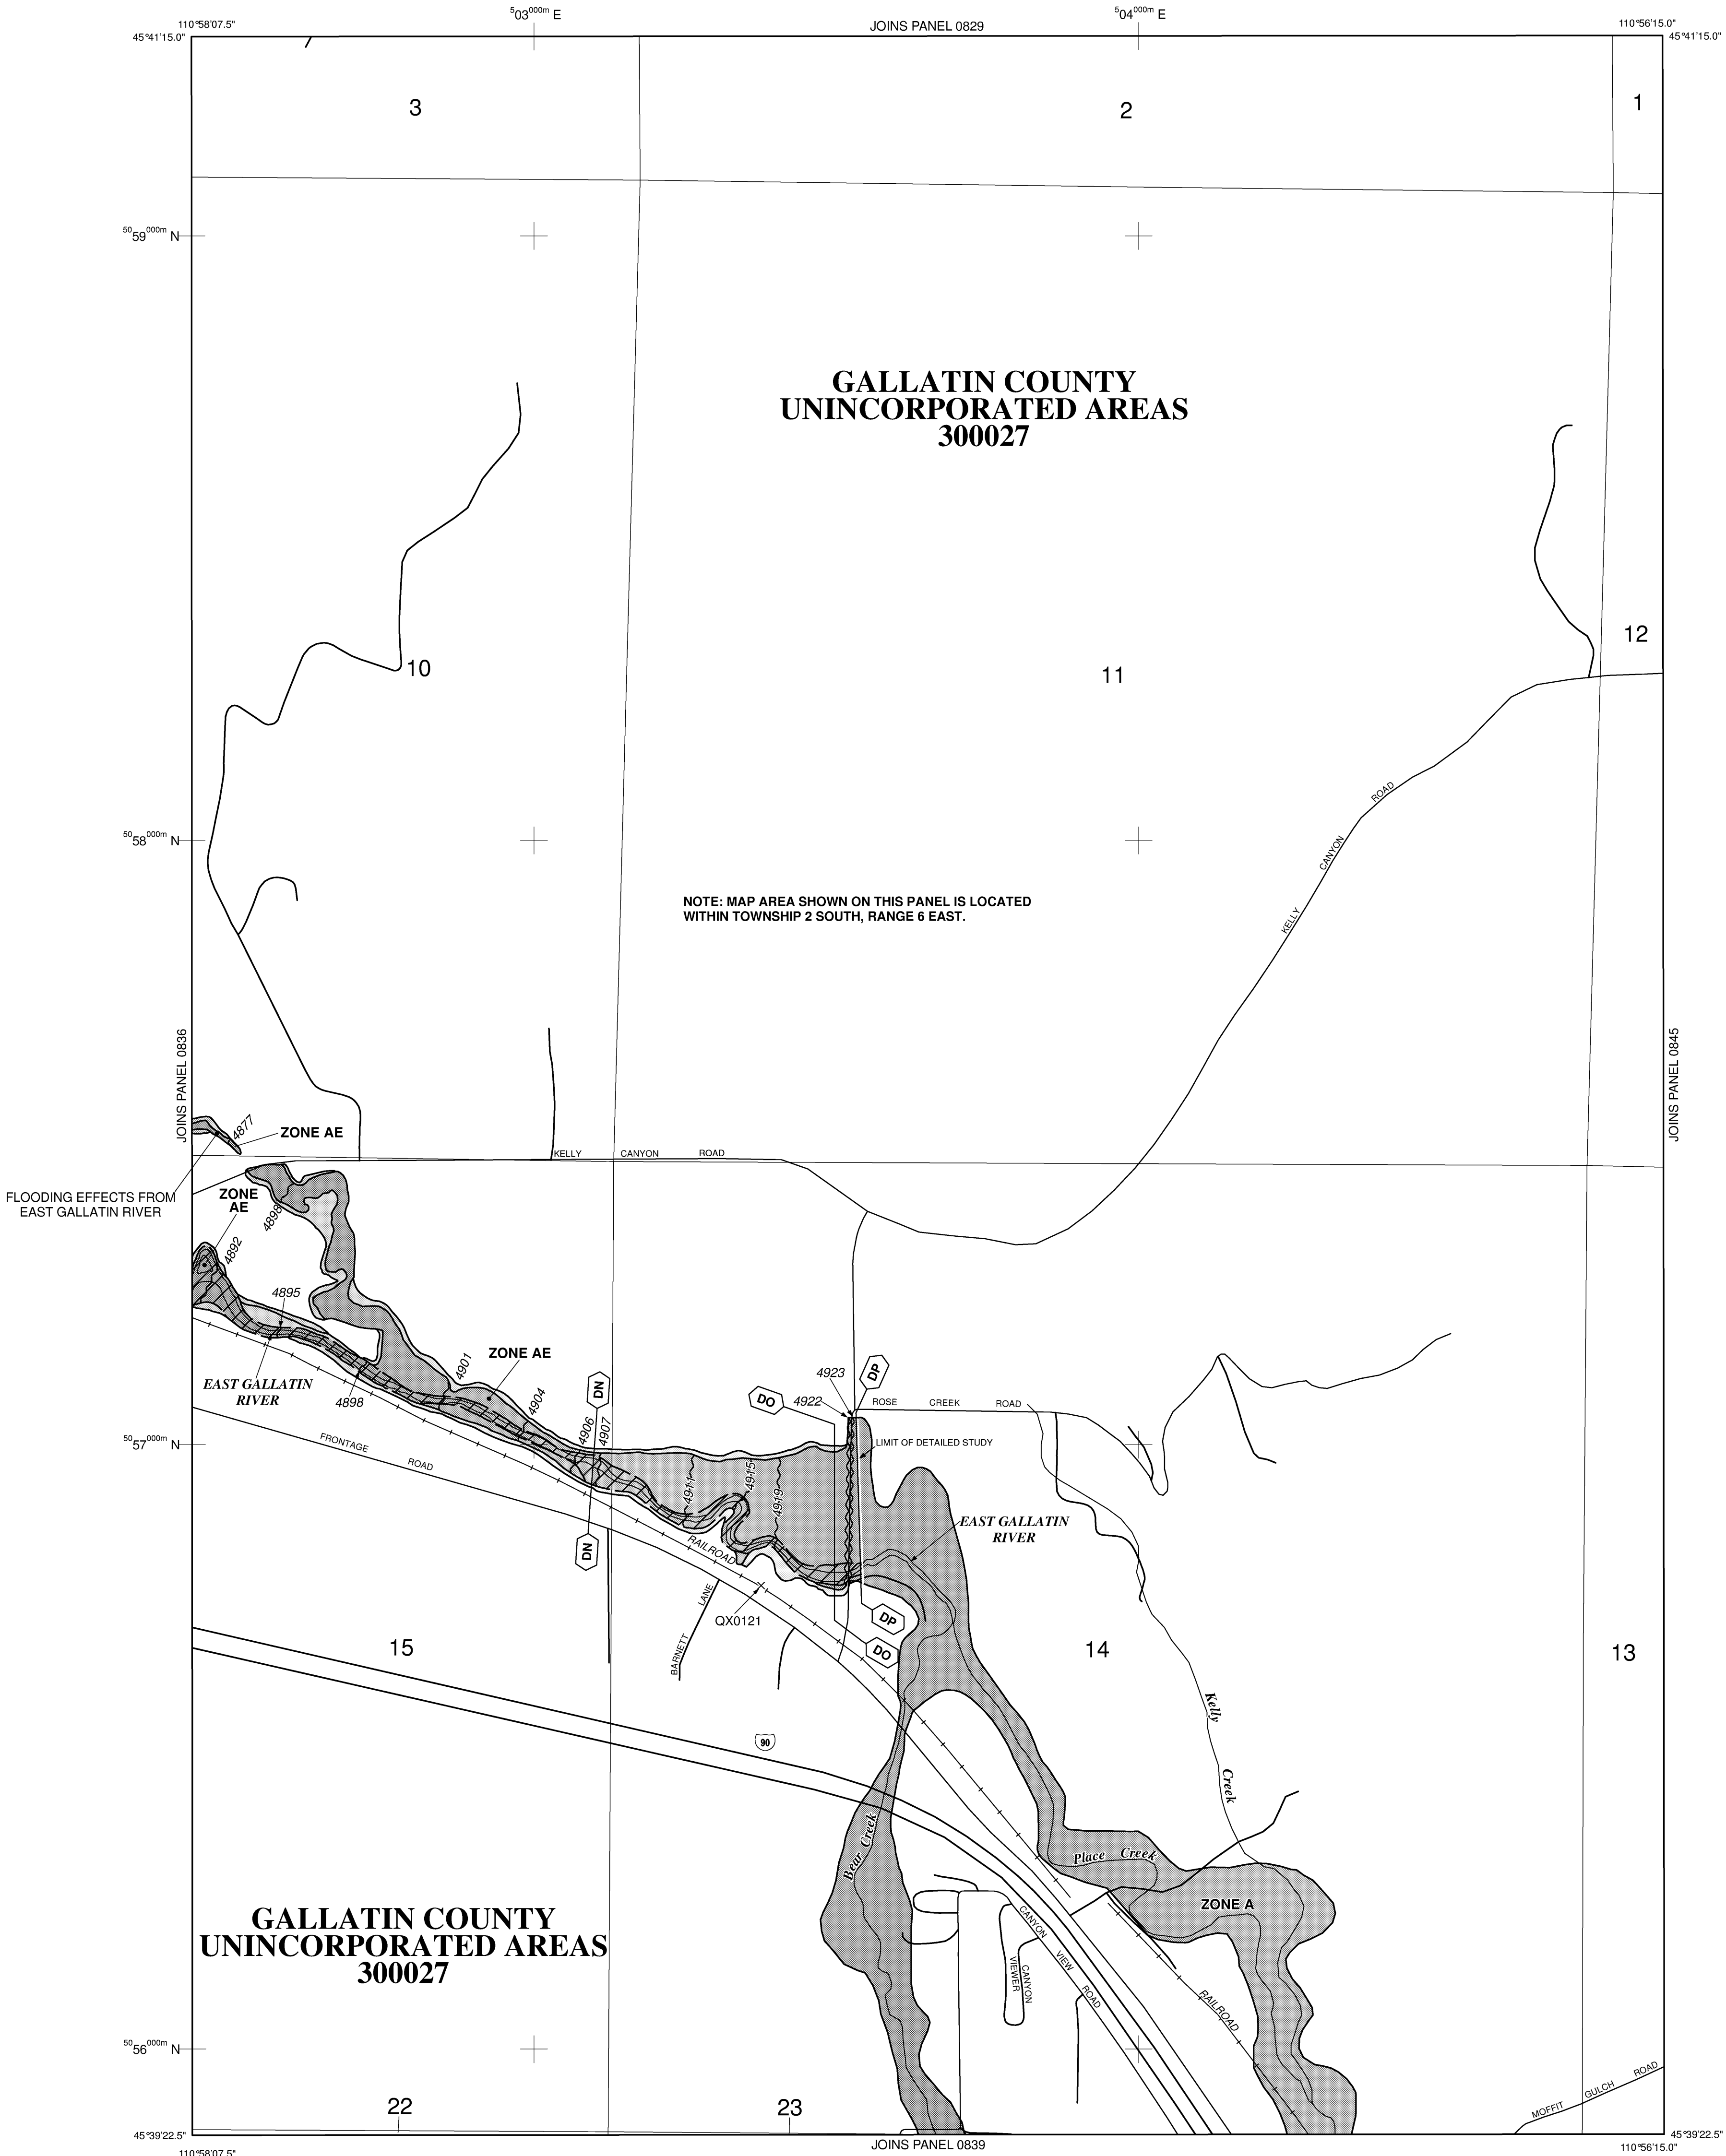 503000m E
504000m E
110°58'07.5"
JOINS PANEL 0829
110°56'15.0"
45°41'15.0"
45°41'15.0"
3
2
1
5059000m N
GALLATIN COUNTY
UNINCORPORATED AREAS
300027
12
10
11
ROAD
CANYON
KELLY
5058000m N
NOTE: MAP AREA SHOWN ON THIS PANEL IS LOCATED
WITHIN TOWNSHIP 2 SOUTH, RANGE 6 EAST.
JOINS PANEL 0836
JOINS PANEL 0845
4877
ZONE AE
KELLY CANYON ROAD
FLOODING EFFECTS FROM
EAST GALLATIN RIVER
ZONE
AE
4898
4892
4895
EAST GALLATIN
RIVER
4898
4901
ZONE AE
4904
DN
4906
4907
DO
4923
4922
DP
ROSE CREEK ROAD
LIMIT OF DETAILED STUDY
5057000m N
FRONTAGE
ROAD
4911
4915
4919
EAST GALLATIN
RIVER
DN
RAILROAD
BARNETT LANE
QX0121
DP
DO
15
14
13
Kelly
Creek
90
Bear Creek
Place Creek
ZONE A
GALLATIN COUNTY
UNINCORPORATED AREAS
300027
CANYON VIEW ROAD
CANYON
VIEWER
RAILROAD
5056000m N
22
23
MOFFIT GULCH ROAD
45°39'22.5"
JOINS PANEL 0839
45°39'22.5"
110°58'07.5"
110°56'15.0"